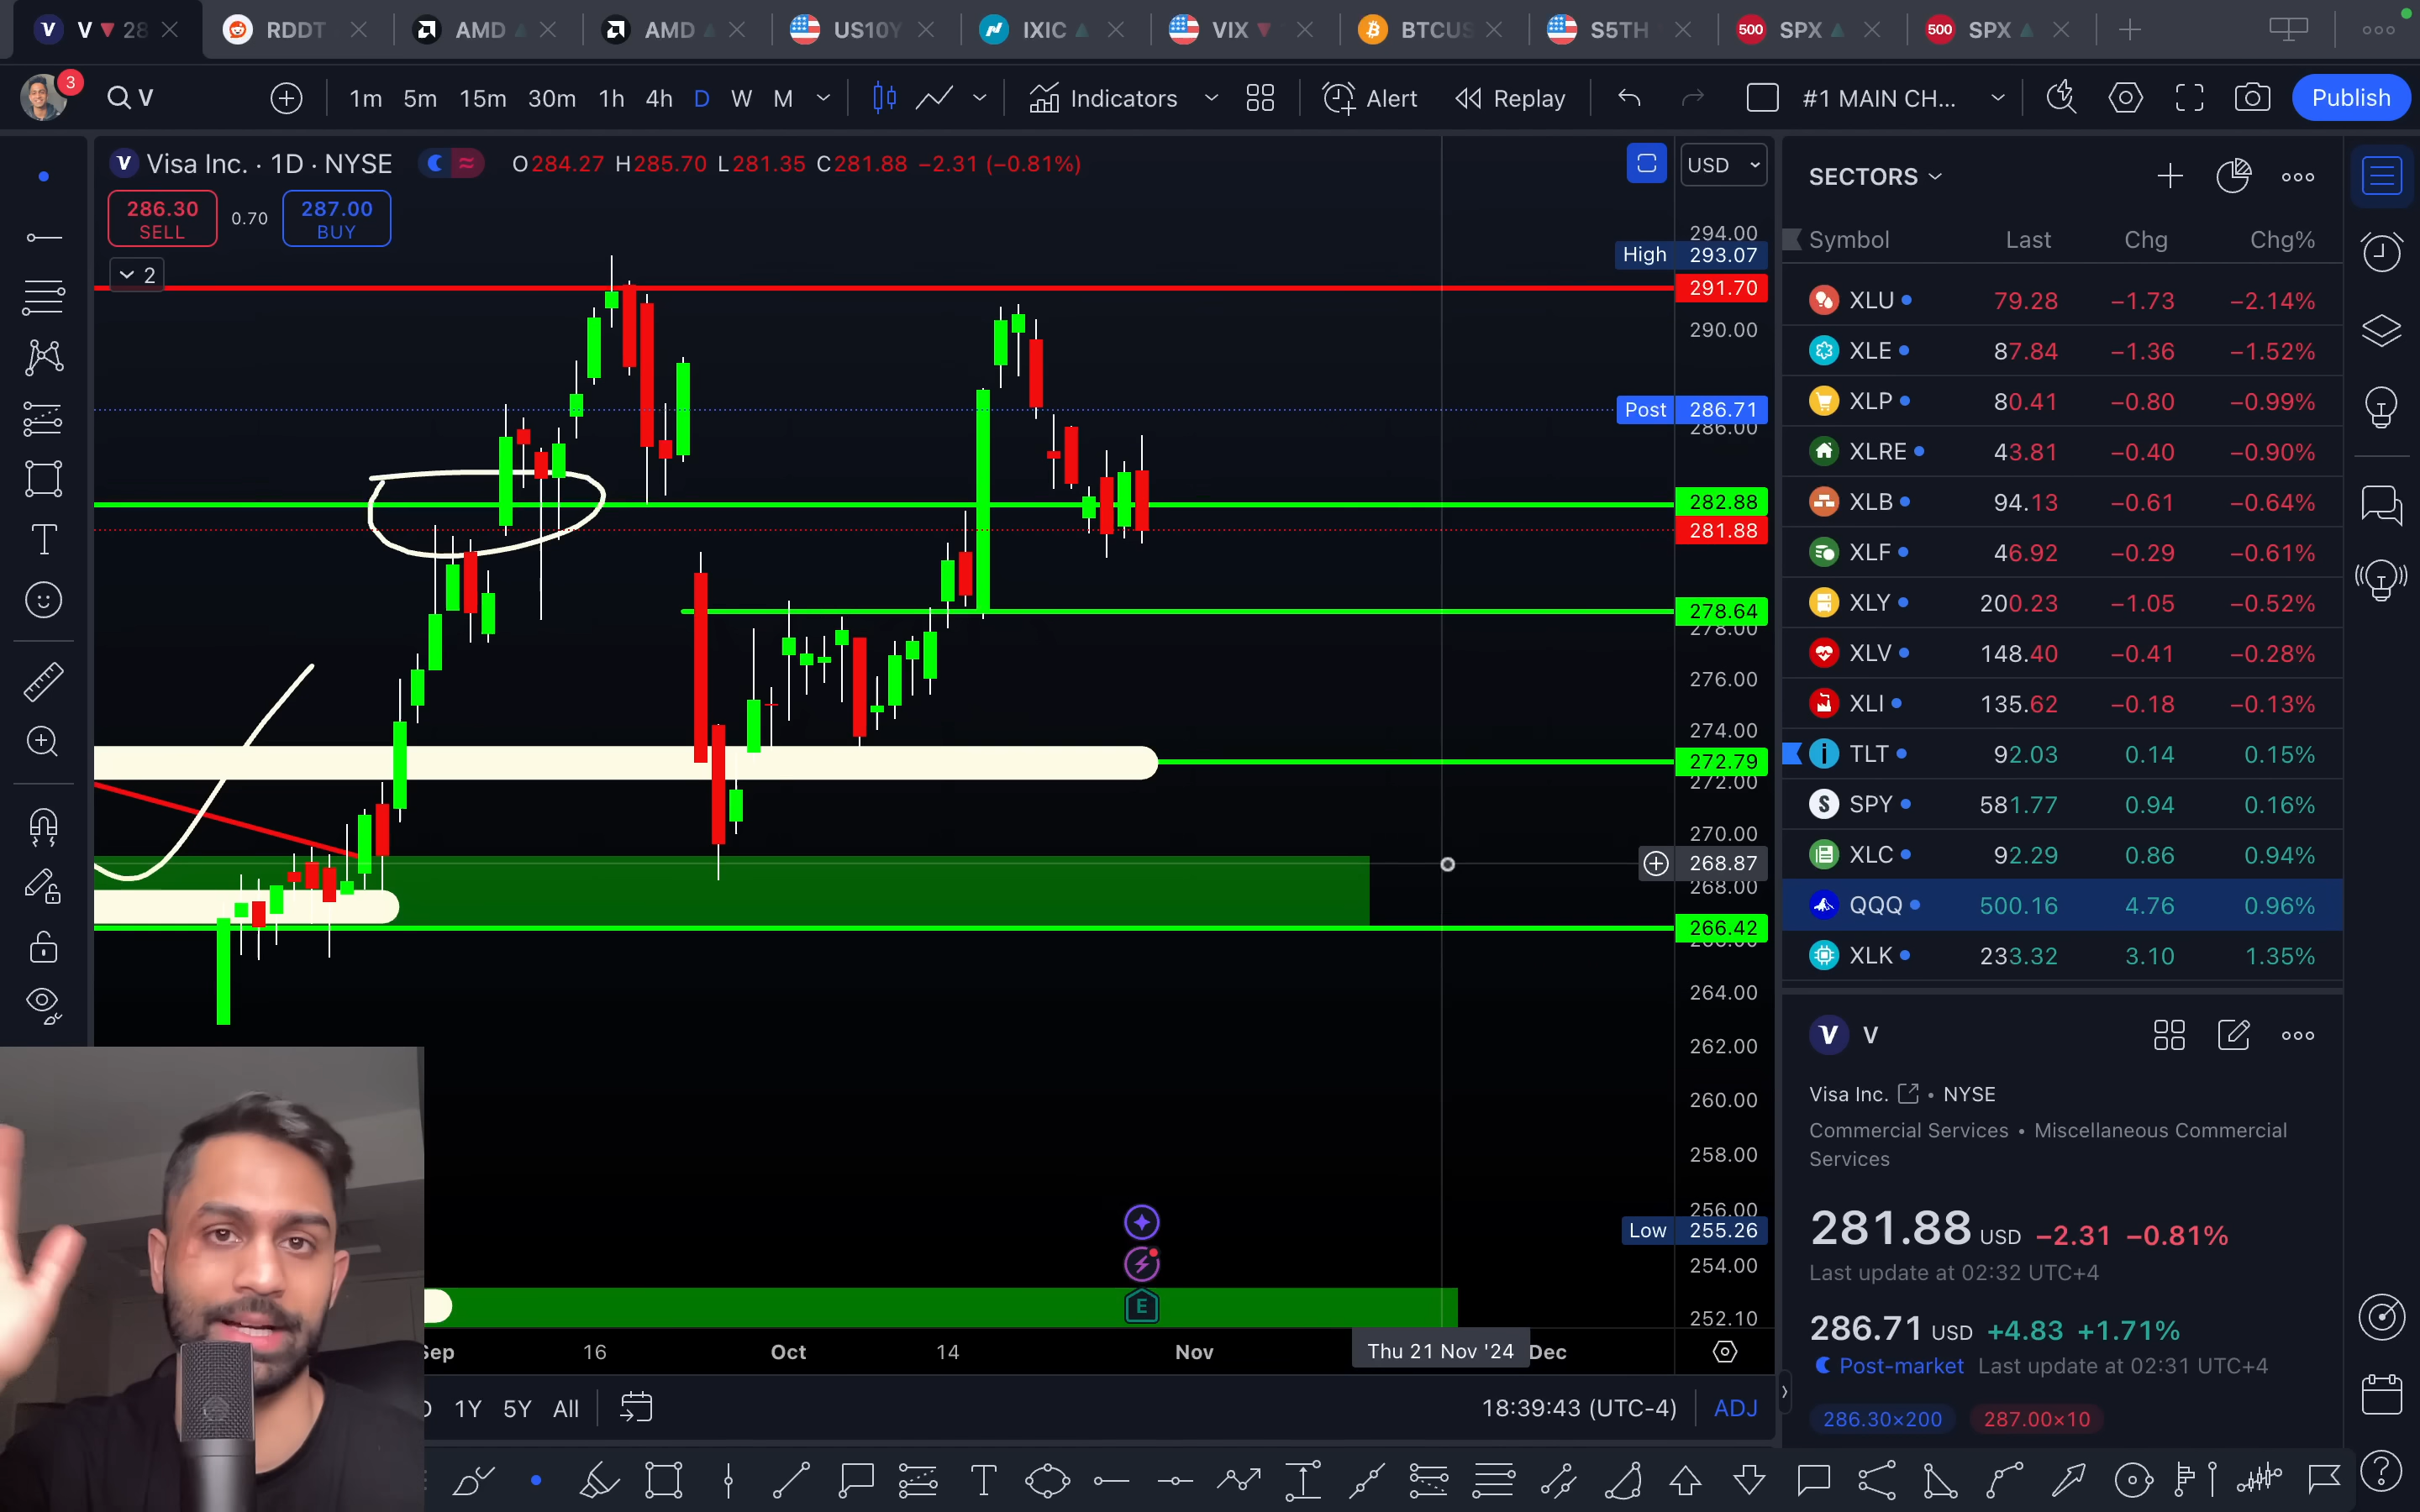 V 28 RDDT AMD AMD US10Y IXIC VIX BTCUS S5TH 500 SPX 500 SPX
3 V 1m 5m 15m 30m 1h 4h D W M Indicators Alert Replay #1 MAIN CH... Publish
V Visa Inc. · 1D · NYSE O284.27 H285.70 L281.35 C281.88 −2.31 (−0.81%) USD
286.30 SELL 0.70 287.00 BUY
2
294.00
High 293.07
291.70
290.00
Post 286.71
286.00
282.88
281.88
278.64
278.00
276.00
274.00
272.79
272.00
270.00
268.87
268.00
266.42
264.00
262.00
260.00
258.00
256.00
Low 255.26
254.00
252.10
E
Sep 16 Oct 14 Nov Thu 21 Nov '24 Dec
1Y 5Y All 18:39:43 (UTC-4) ADJ
SECTORS
Symbol Last Chg Chg%
XLU 79.28 −1.73 −2.14%
XLE 87.84 −1.36 −1.52%
XLP 80.41 −0.80 −0.99%
XLRE 43.81 −0.40 −0.90%
XLB 94.13 −0.61 −0.64%
XLF 46.92 −0.29 −0.61%
XLY 200.23 −1.05 −0.52%
XLV 148.40 −0.41 −0.28%
XLI 135.62 −0.18 −0.13%
TLT 92.03 0.14 0.15%
SPY 581.77 0.94 0.16%
XLC 92.29 0.86 0.94%
QQQ 500.16 4.76 0.96%
XLK 233.32 3.10 1.35%
V V
Visa Inc. • NYSE
Commercial Services • Miscellaneous Commercial
Services
281.88 USD −2.31 −0.81%
Last update at 02:32 UTC+4
286.71 USD +4.83 +1.71%
Post-market Last update at 02:31 UTC+4
286.30×200 287.00×10